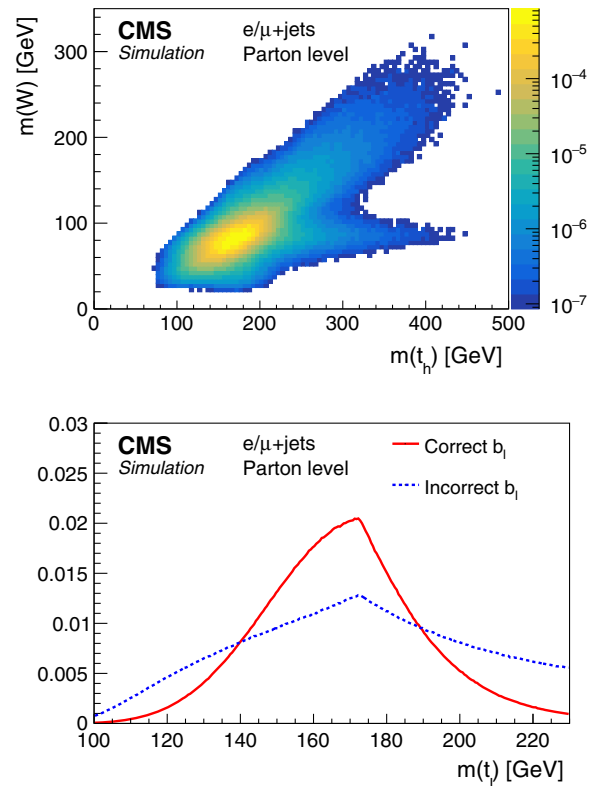 CMS
Simulation
e/μ+jets
Parton level
m(W) [GeV]
300
200
100
0
0 100 200 300 400 500
m(t_h) [GeV]
10^-4
10^-5
10^-6
10^-7
0.03
0.025
0.02
0.015
0.01
0.005
0
CMS
Simulation
e/μ+jets
Parton level
Correct b_l
Incorrect b_l
100 120 140 160 180 200 220
m(t_l) [GeV]